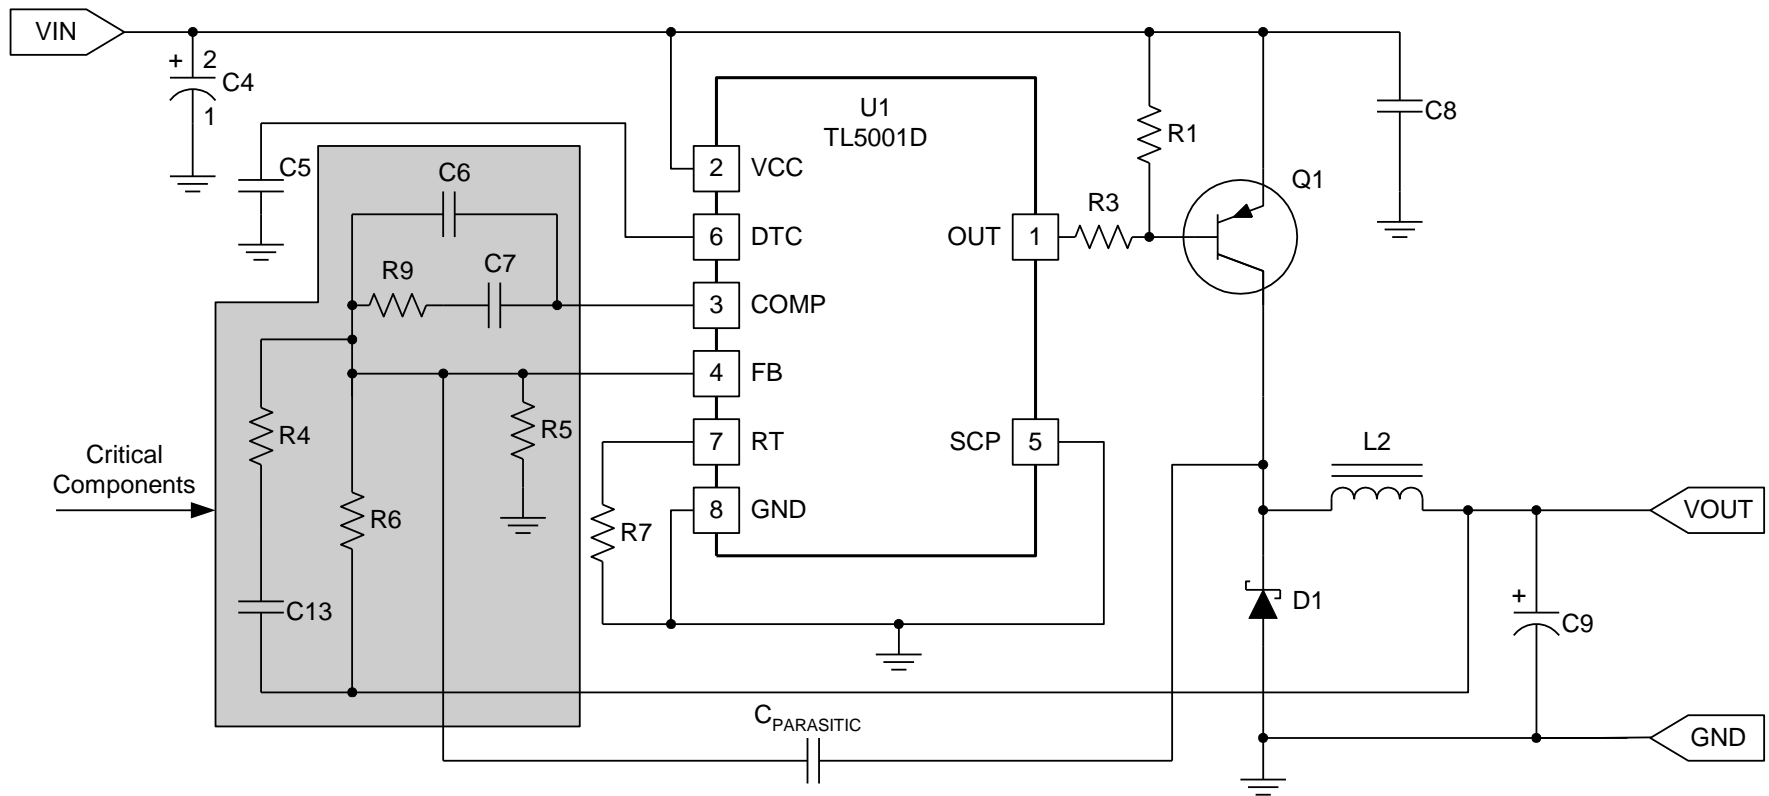 VIN
+ 2
C4
1
C5
C6
R9
C7
U1
TL5001D
2 VCC
6 DTC
3 COMP
4 FB
7 RT
8 GND
OUT 1
SCP 5
R1
R3
Q1
C8
Critical
Components
R4
R5
R6
R7
C13
L2
VOUT
D1
+
C9
CPARASITIC
GND